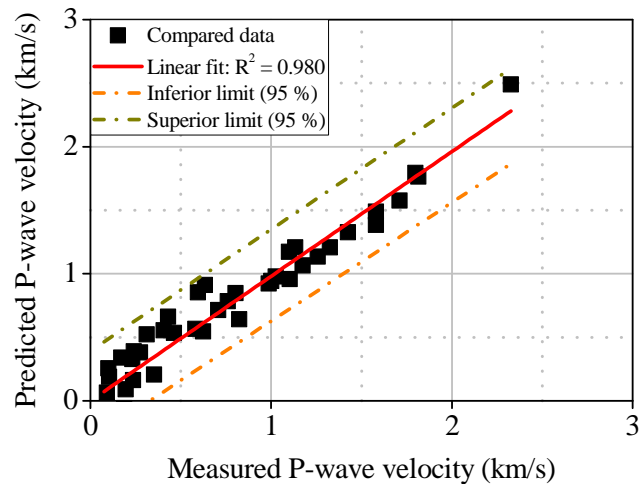 3
2
1
0
Predicted P-wave velocity (km/s)
Compared data
Linear fit: R² = 0.980
Inferior limit (95 %)
Superior limit (95 %)
0 1 2 3
Measured P-wave velocity (km/s)